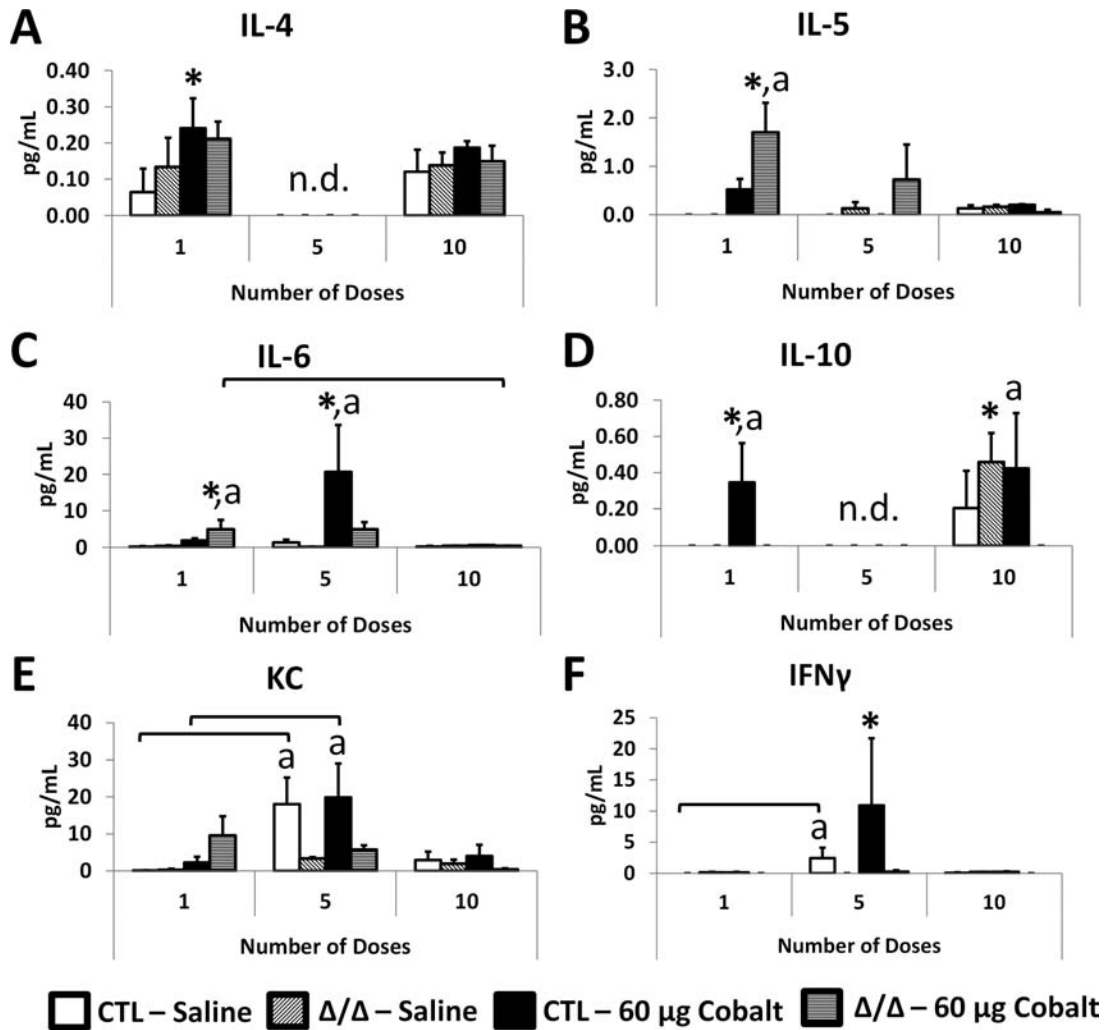 A IL-4
pg/mL
0.40
0.30
0.20
0.10
0.00
*
n.d.
1 5 10
Number of Doses
B IL-5
pg/mL
3.0
2.0
1.0
0.0
*,a
1 5 10
Number of Doses
C IL-6
pg/mL
40
30
20
10
0
*,a
*,a
1 5 10
Number of Doses
D IL-10
pg/mL
0.80
0.60
0.40
0.20
0.00
*,a
n.d.
* a
1 5 10
Number of Doses
E KC
pg/mL
40
30
20
10
0
a a
1 5 10
Number of Doses
F IFNγ
pg/mL
25
20
15
10
5
0
a *
1 5 10
Number of Doses
CTL – Saline Δ/Δ – Saline CTL – 60 μg Cobalt Δ/Δ – 60 μg Cobalt